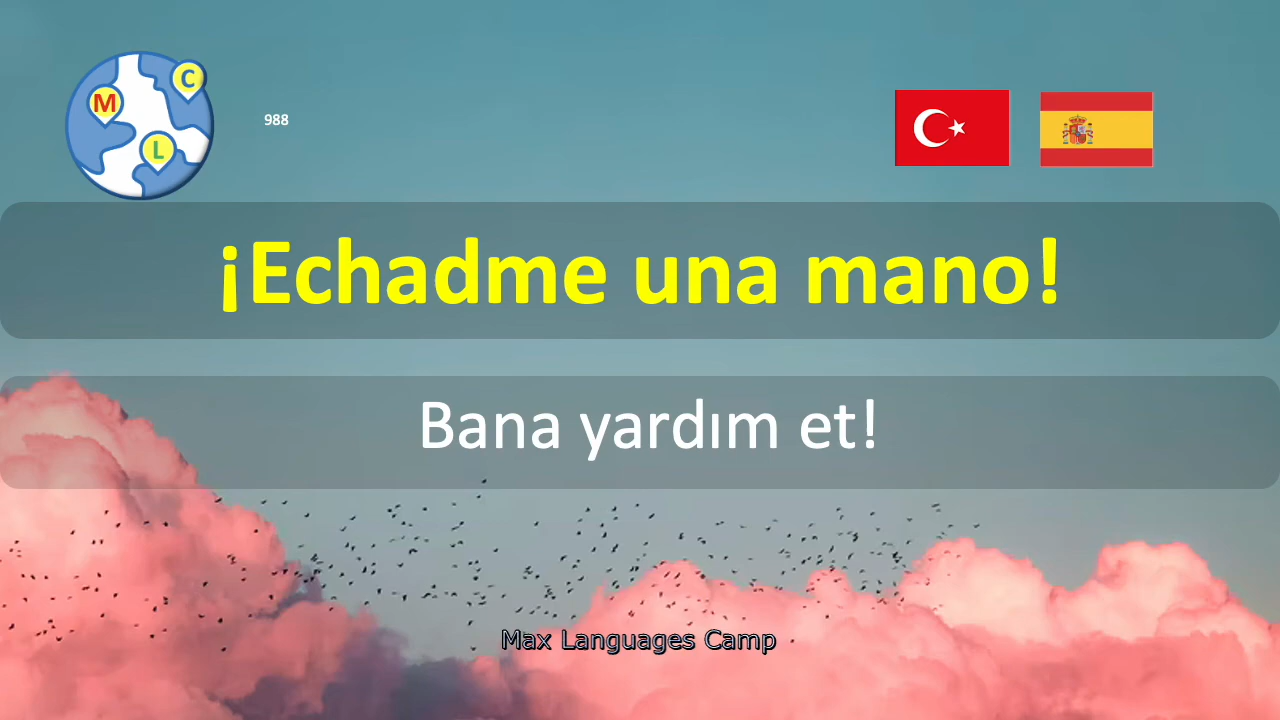 C
M
L
988
¡Echadme una mano!
Bana yardım et!
Max Languages Camp